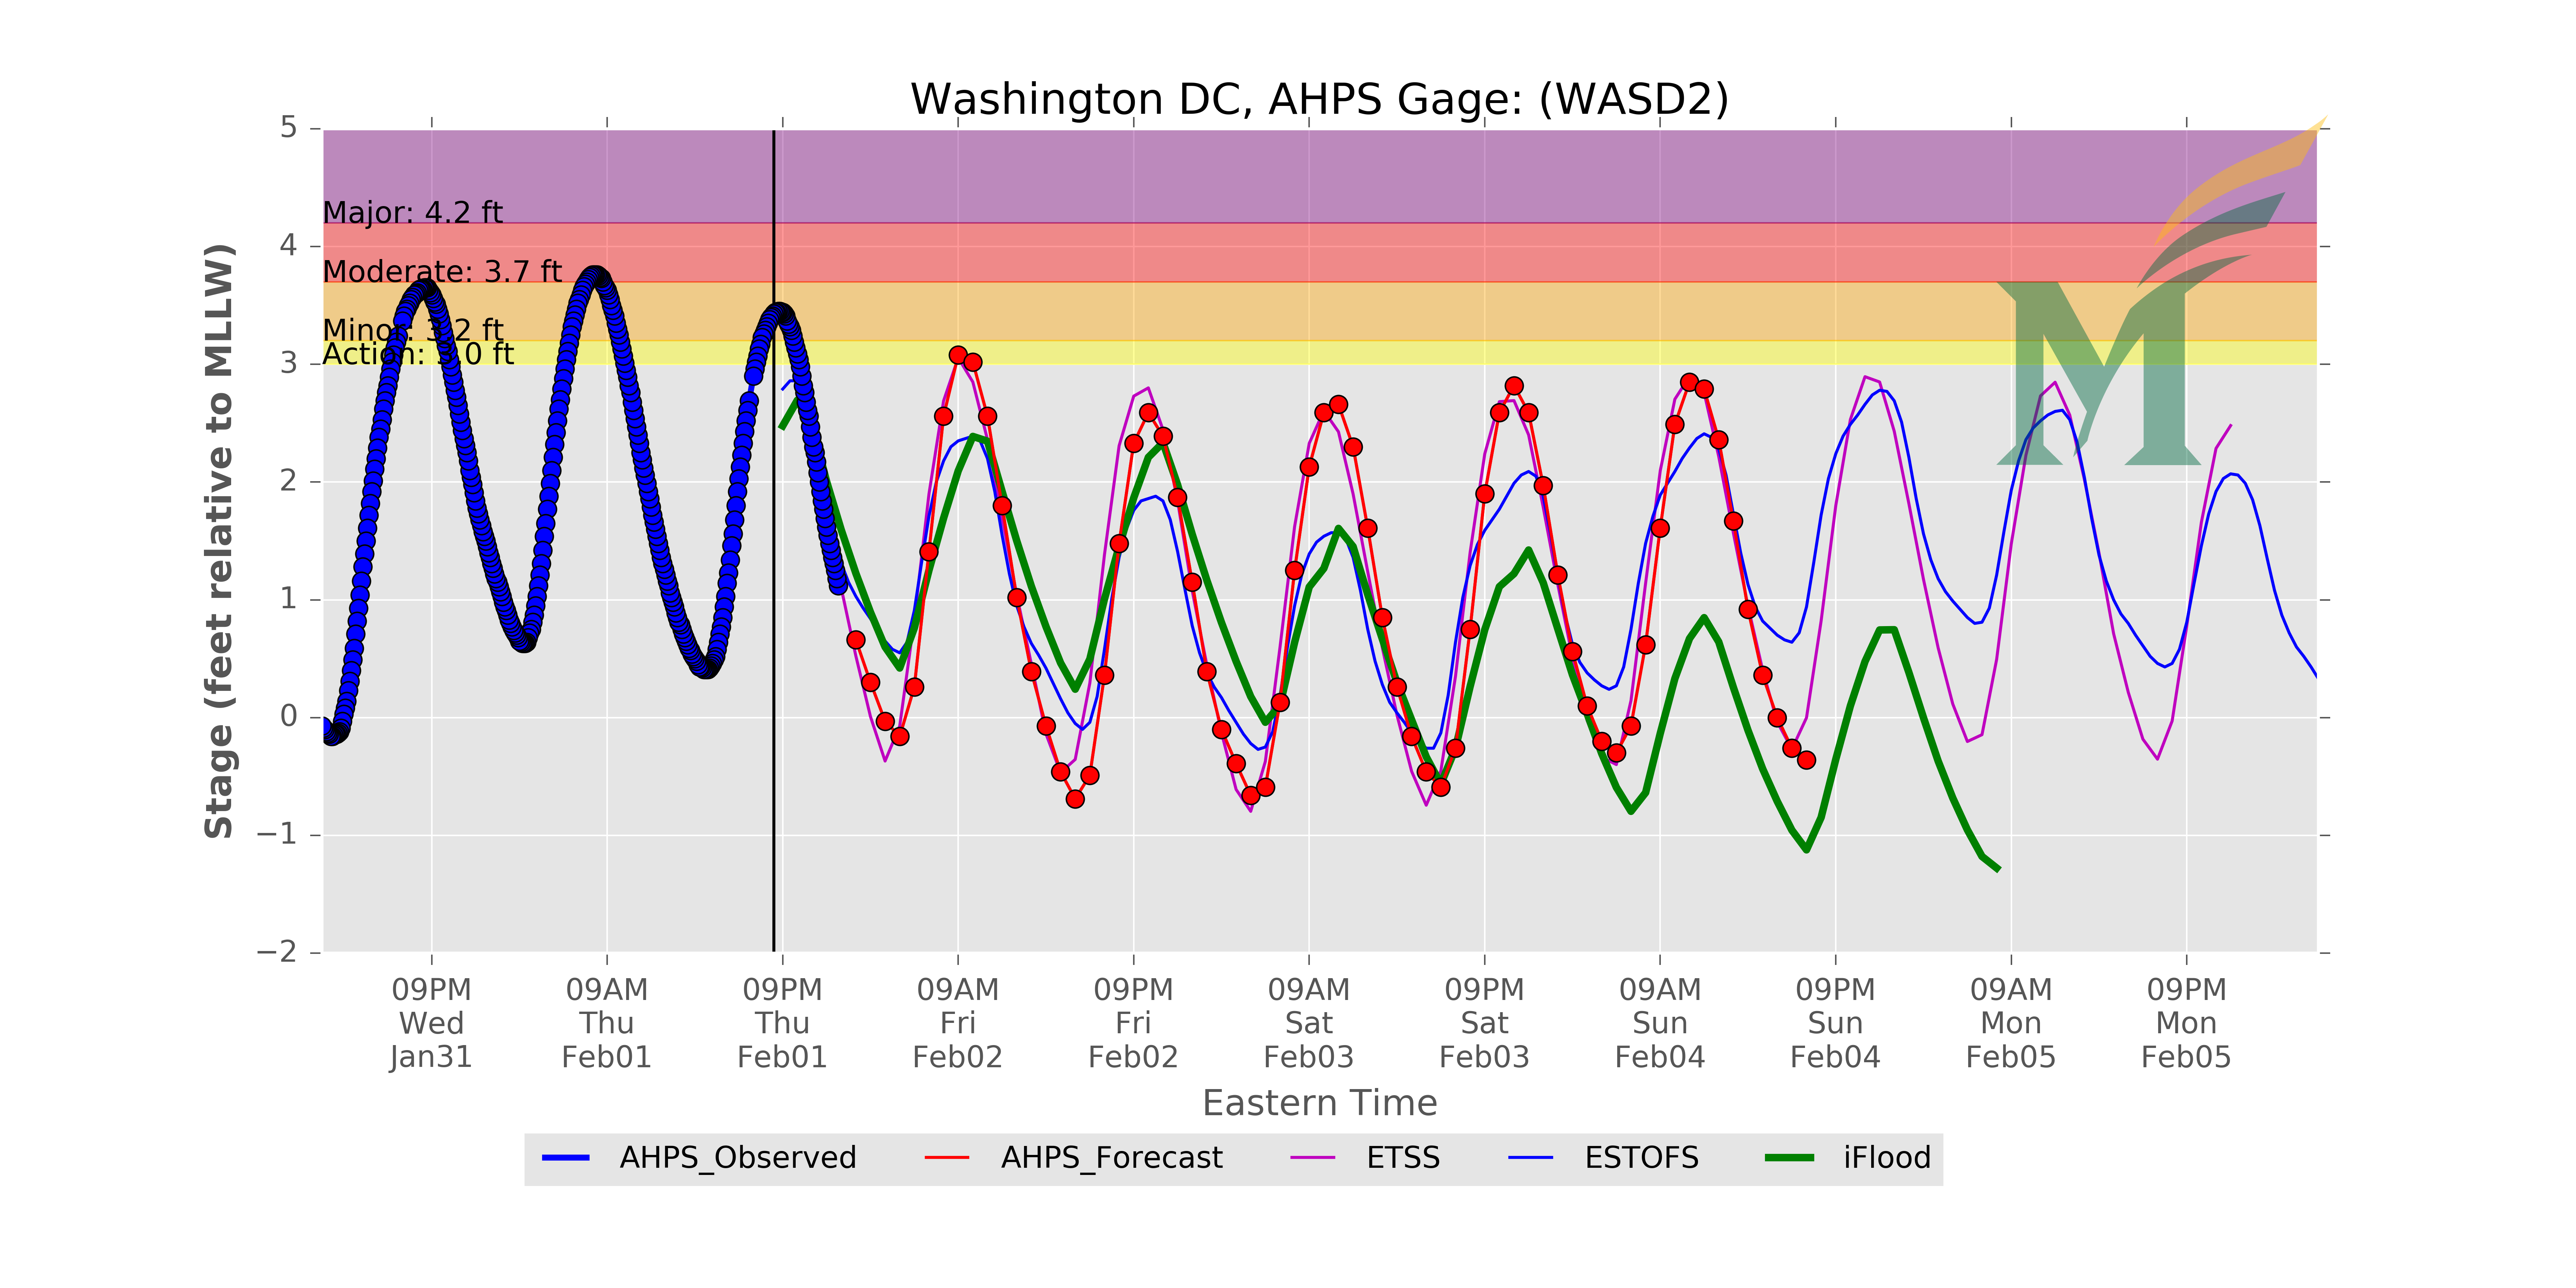 Washington DC, AHPS Gage: (WASD2)
Stage (feet relative to MLLW)
5
4
3
2
1
0
−1
−2
Major: 4.2 ft
Moderate: 3.7 ft
Minor: 3.2 ft
Action: 3.0 ft
09PM
Wed
Jan31
09AM
Thu
Feb01
09PM
Thu
Feb01
09AM
Fri
Feb02
09PM
Fri
Feb02
09AM
Sat
Feb03
09PM
Sat
Feb03
09AM
Sun
Feb04
09PM
Sun
Feb04
09AM
Mon
Feb05
09PM
Mon
Feb05
Eastern Time
AHPS_Observed AHPS_Forecast ETSS ESTOFS iFlood
M